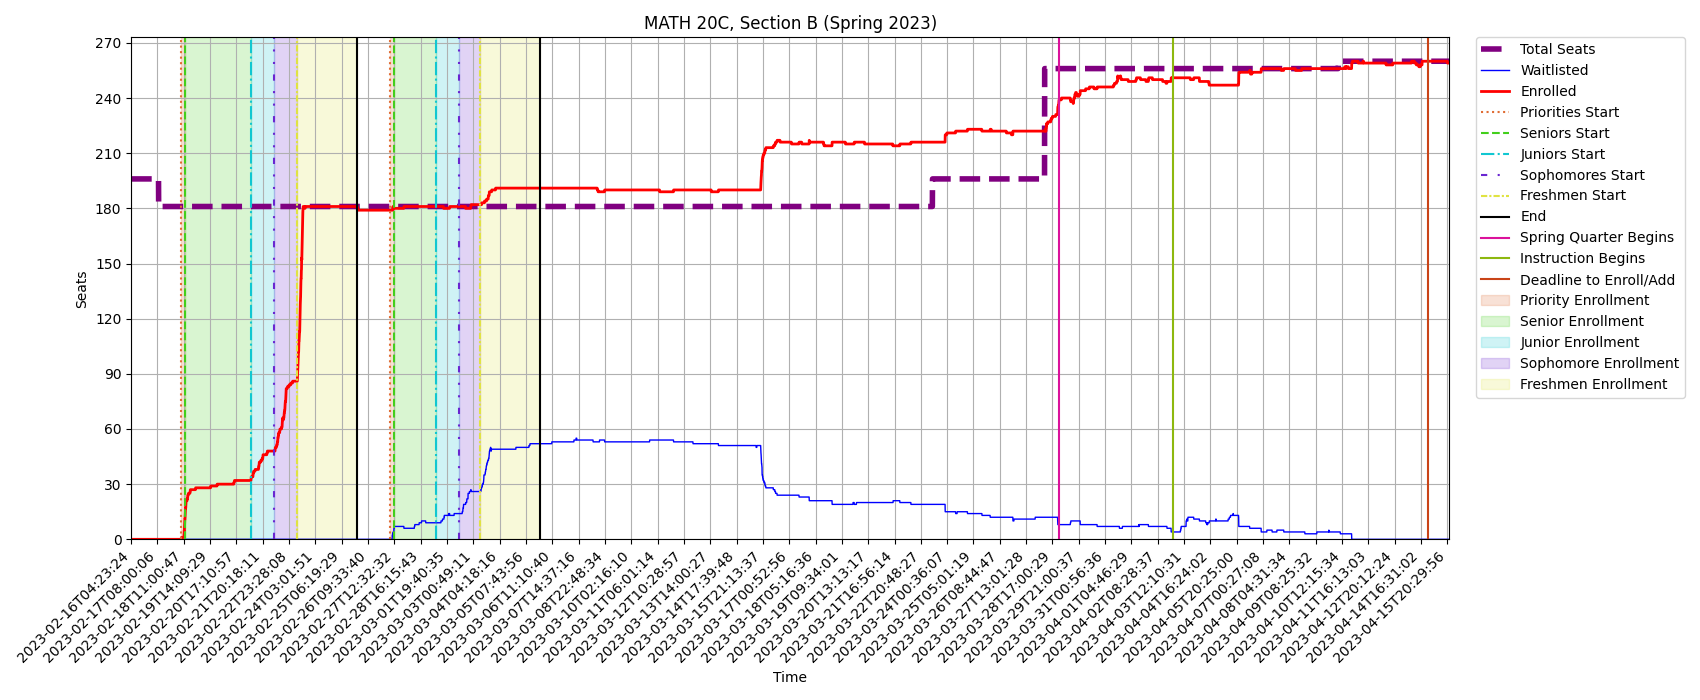 MATH 20C, Section B (Spring 2023)
Seats
270
240
210
180
150
120
90
60
30
0
2023-02-16T04:23:24
2023-02-17T08:00:06
2023-02-18T11:00:47
2023-02-19T14:09:29
2023-02-20T17:10:57
2023-02-21T20:18:11
2023-02-22T23:28:08
2023-02-24T03:01:51
2023-02-25T06:19:29
2023-02-26T09:33:40
2023-02-27T12:32:32
2023-02-28T16:15:43
2023-03-01T19:40:35
2023-03-03T00:49:11
2023-03-04T04:18:16
2023-03-05T07:43:56
2023-03-06T11:10:40
2023-03-07T14:37:16
2023-03-08T22:48:34
2023-03-10T02:16:10
2023-03-11T06:01:14
2023-03-12T10:28:57
2023-03-13T14:00:27
2023-03-14T17:39:48
2023-03-15T21:13:37
2023-03-17T00:52:56
2023-03-18T05:16:36
2023-03-19T09:34:01
2023-03-20T13:13:17
2023-03-21T16:56:14
2023-03-22T20:48:27
2023-03-24T00:36:07
2023-03-25T05:01:19
2023-03-26T08:44:47
2023-03-27T13:01:28
2023-03-28T17:00:29
2023-03-29T21:00:37
2023-03-31T00:56:36
2023-04-01T04:46:29
2023-04-02T08:28:37
2023-04-03T12:10:31
2023-04-04T16:24:02
2023-04-05T20:25:00
2023-04-07T00:27:08
2023-04-08T04:31:34
2023-04-09T08:25:32
2023-04-10T12:15:34
2023-04-11T16:13:03
2023-04-12T20:12:24
2023-04-14T16:31:02
2023-04-15T20:29:56
Time
Total Seats
Waitlisted
Enrolled
Priorities Start
Seniors Start
Juniors Start
Sophomores Start
Freshmen Start
End
Spring Quarter Begins
Instruction Begins
Deadline to Enroll/Add
Priority Enrollment
Senior Enrollment
Junior Enrollment
Sophomore Enrollment
Freshmen Enrollment